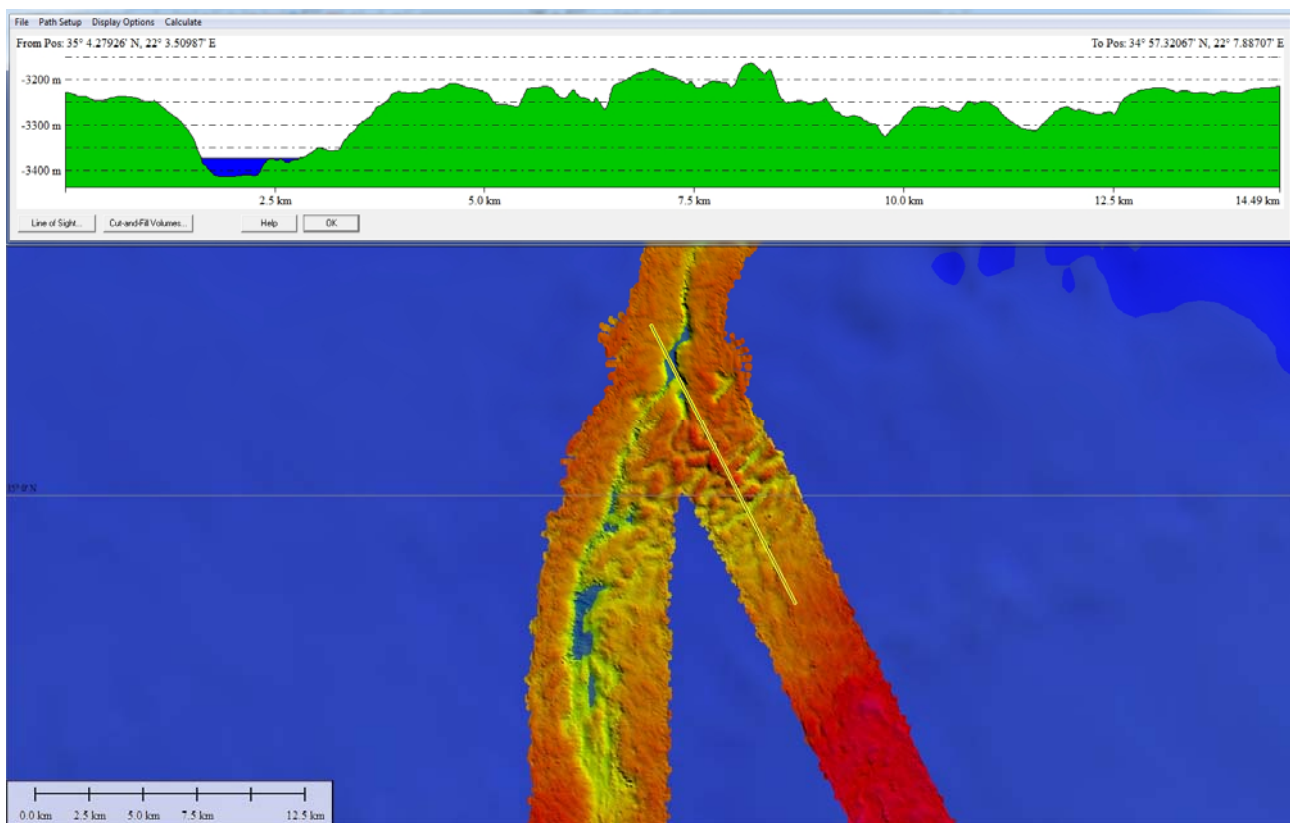 File Path Setup Display Options Calculate
From Pos: 35° 4.27926' N, 22° 3.50987' E To Pos: 34° 57.32067' N, 22° 7.88707' E
-3200 m
-3300 m
-3400 m
2.5 km 5.0 km 7.5 km 10.0 km 12.5 km 14.49 km
Line of Sight... Cut-and-Fill Volumes... Help OK
35° 0' N
0.0 km 2.5 km 5.0 km 7.5 km 12.5 km